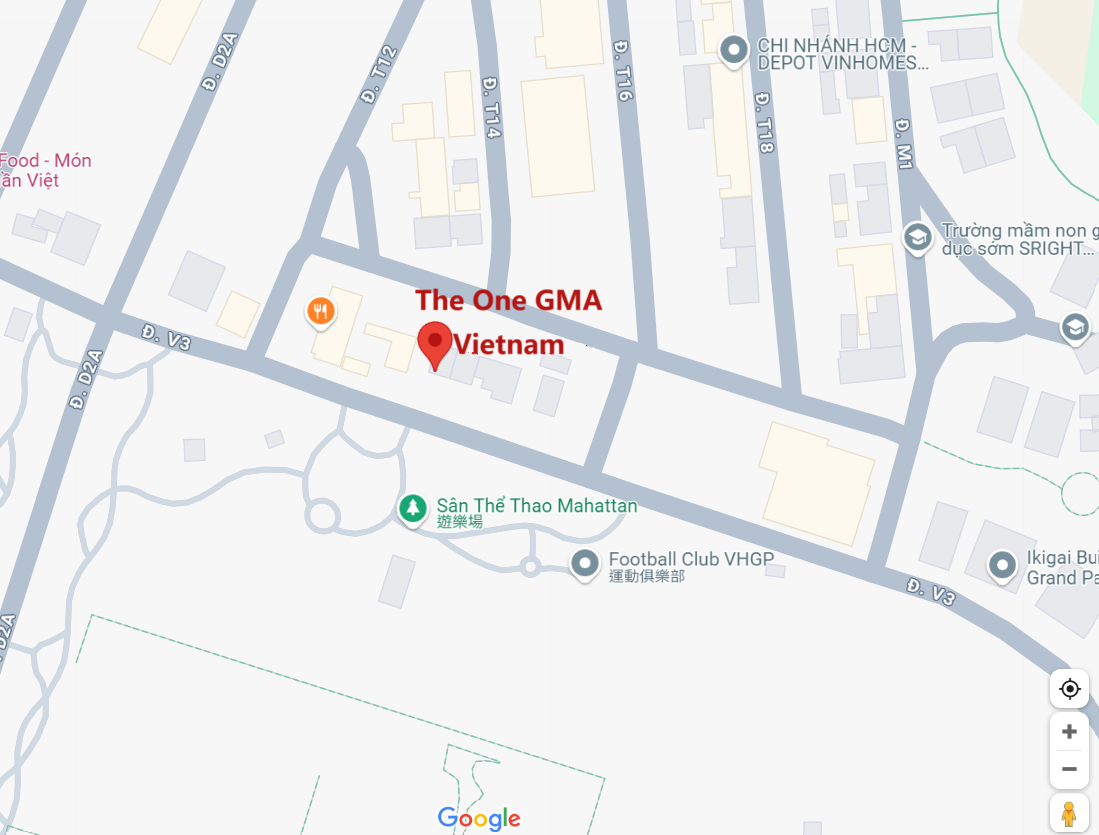 Đ. D2A
Đ. T12
Đ. T14
Đ. T16
CHI NHÁNH HCM -
DEPOT VINHOMES...
Đ. T18
Đ. M1
Food - Món
ần Việt
Trường mầm non g
dục sớm SRIGHT...
The One GMA
Vietnam
Đ. V3
Đ. D2A
Sân Thể Thao Mahattan
遊樂場
Football Club VHGP
運動俱樂部
Ikigai Bui
Grand Pa
Đ. V3
. D2A
Google